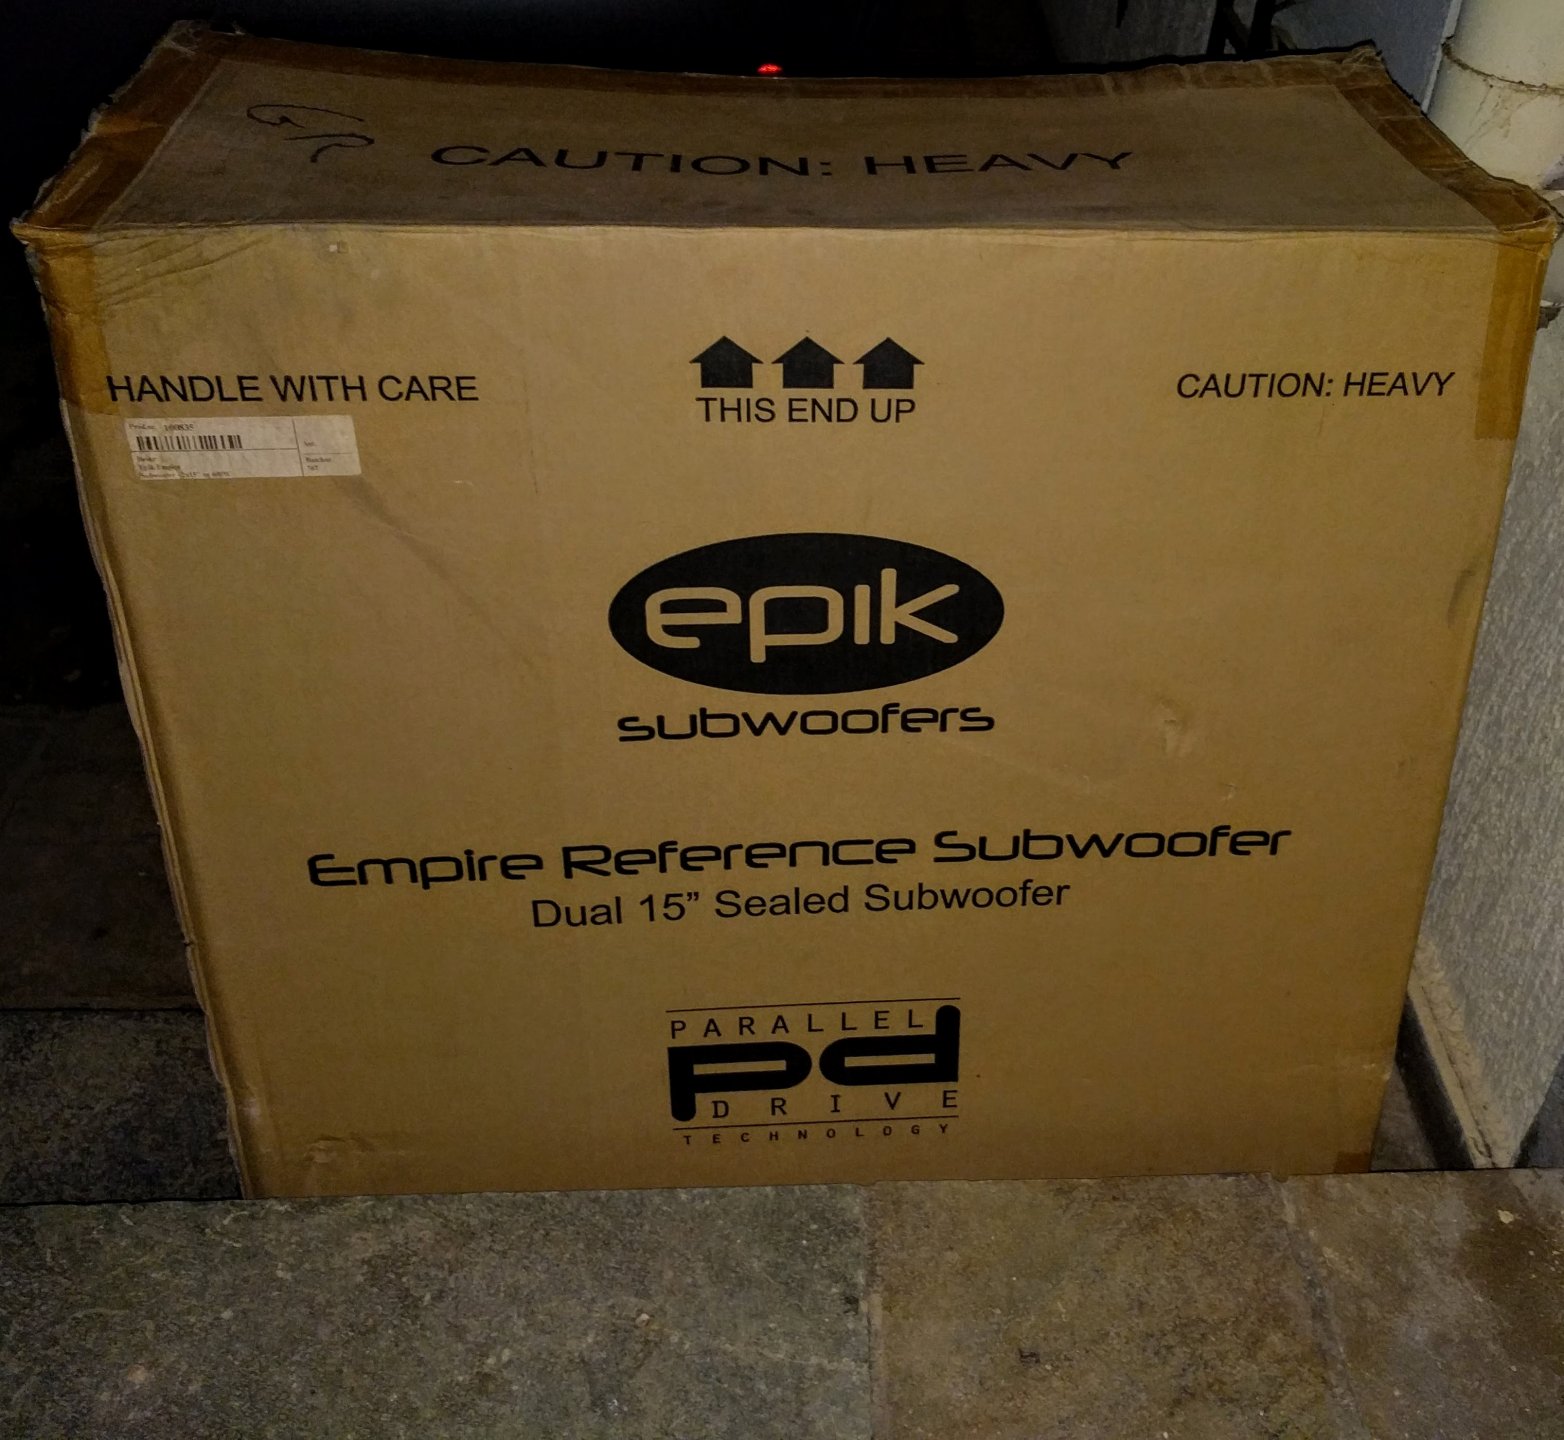 CAUTION: HEAVY
HANDLE WITH CARE
THIS END UP
CAUTION: HEAVY
epik
subwoofers
Empire Reference Subwoofer
Dual 15” Sealed Subwoofer
PARALLEL
pd
DRIVE
TECHNOLOGY